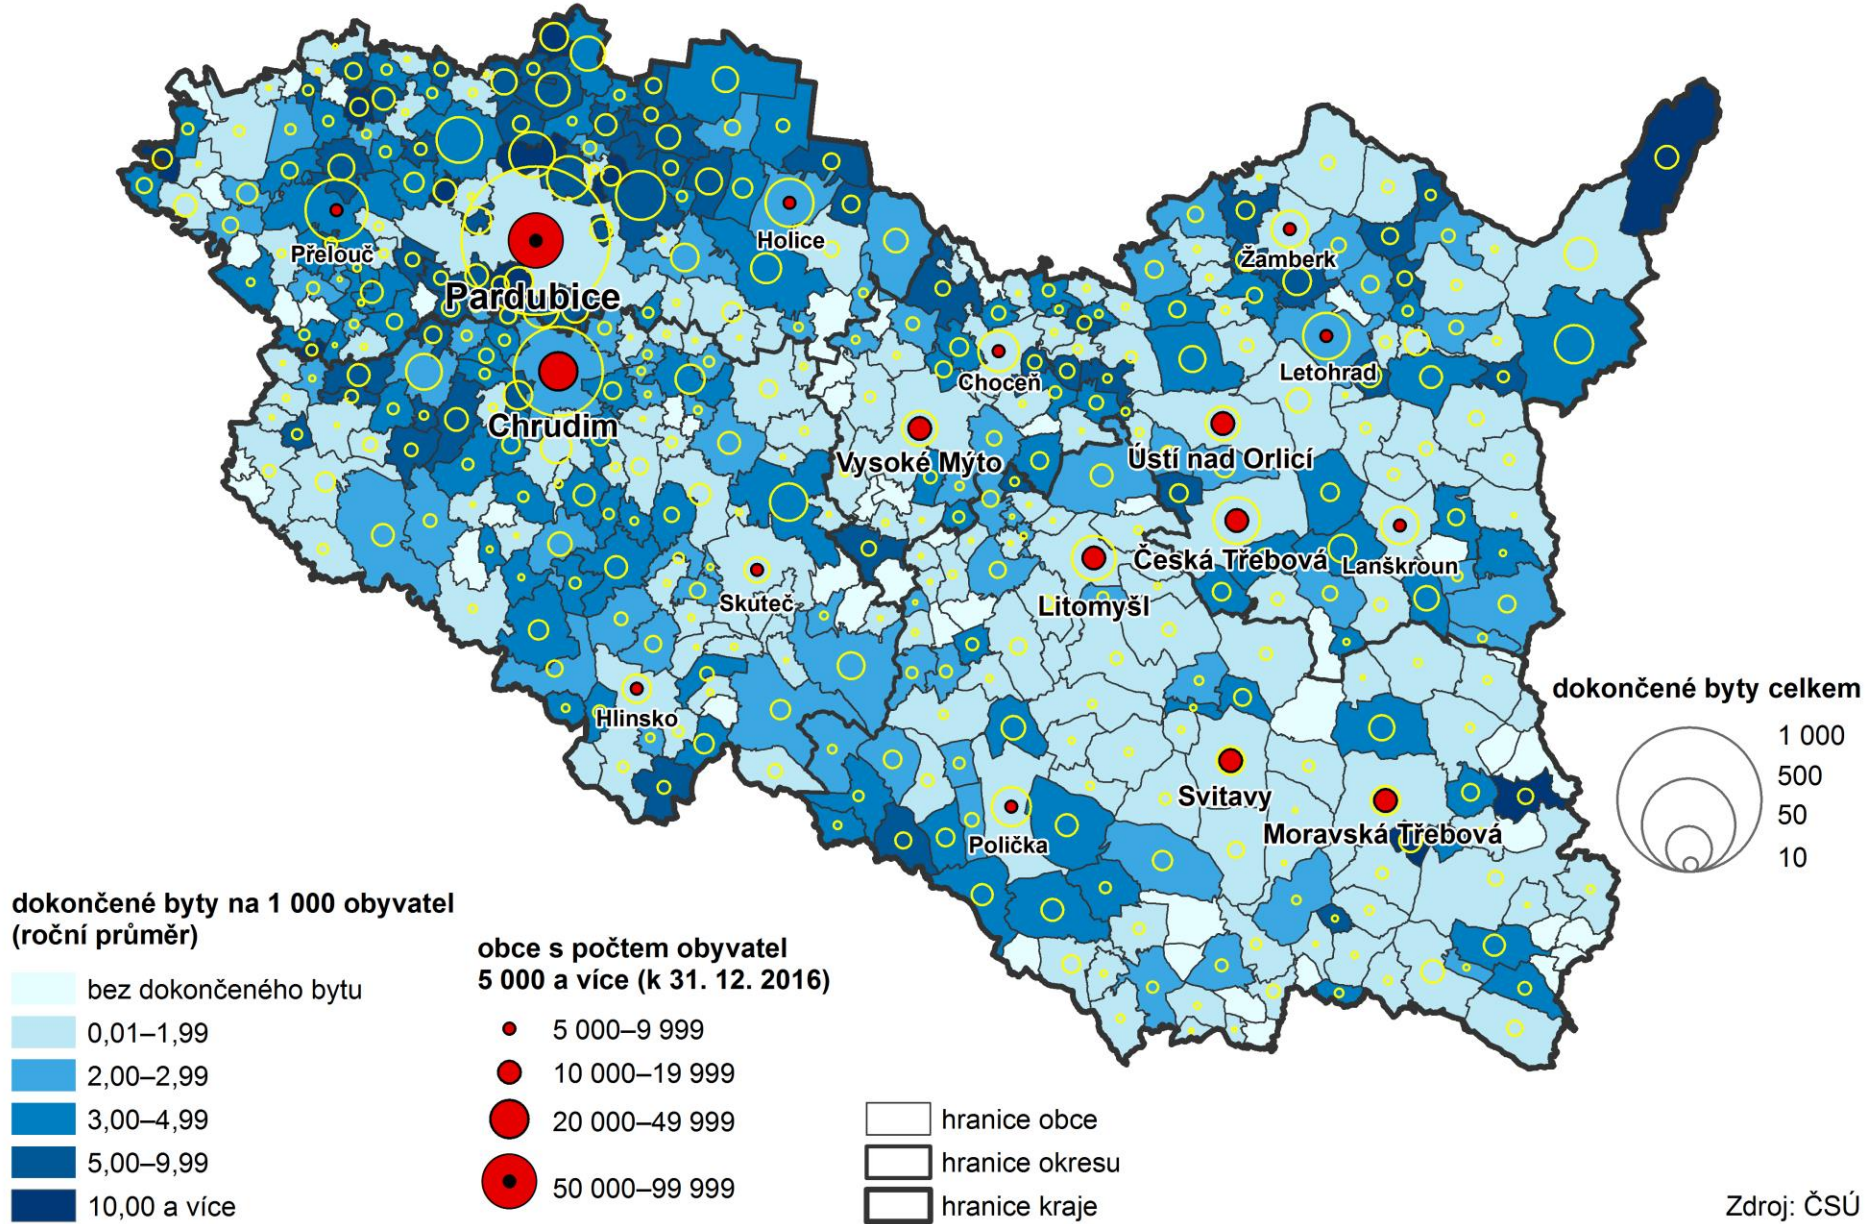 Přelouč
Holice
Pardubice
Žamberk
Choceň
Letohrad
Chrudim
Vysoké Mýto
Ústí nad Orlicí
Česká Třebová
Lanškroun
Skuteč
Litomyšl
Hlinsko
Svitavy
Polička
Moravská Třebová
dokončené byty celkem
1 000
500
50
10
dokončené byty na 1 000 obyvatel
(roční průměr)
bez dokončeného bytu
0,01–1,99
2,00–2,99
3,00–4,99
5,00–9,99
10,00 a více
obce s počtem obyvatel
5 000 a více (k 31. 12. 2016)
5 000–9 999
10 000–19 999
20 000–49 999
50 000–99 999
hranice obce
hranice okresu
hranice kraje
Zdroj: ČSÚ